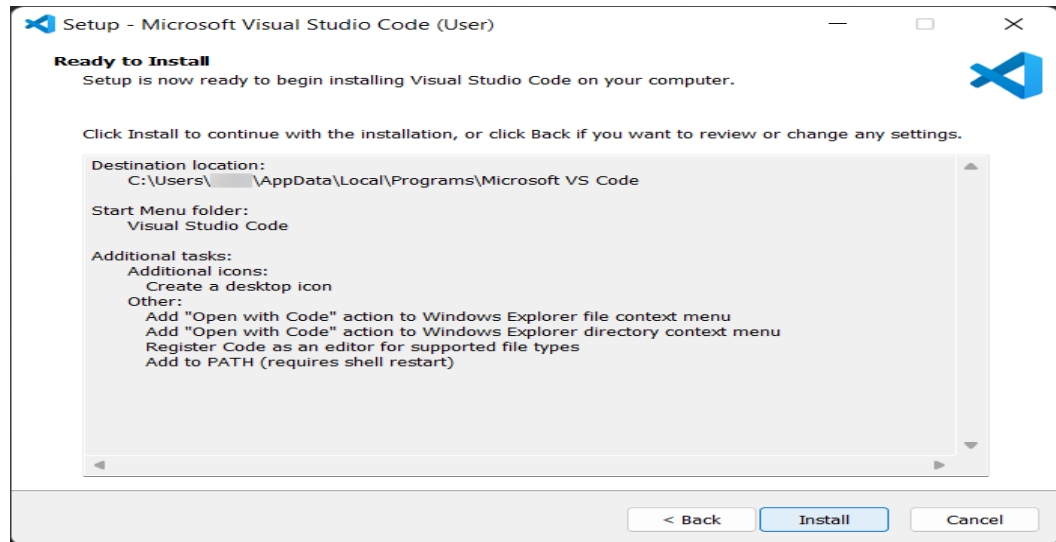 Setup - Microsoft Visual Studio Code (User)
Ready to Install
Setup is now ready to begin installing Visual Studio Code on your computer.
Click Install to continue with the installation, or click Back if you want to review or change any settings.
Destination location:
C:\Users\ \AppData\Local\Programs\Microsoft VS Code
Start Menu folder:
Visual Studio Code
Additional tasks:
Additional icons:
Create a desktop icon
Other:
Add "Open with Code" action to Windows Explorer file context menu
Add "Open with Code" action to Windows Explorer directory context menu
Register Code as an editor for supported file types
Add to PATH (requires shell restart)
< Back Install Cancel